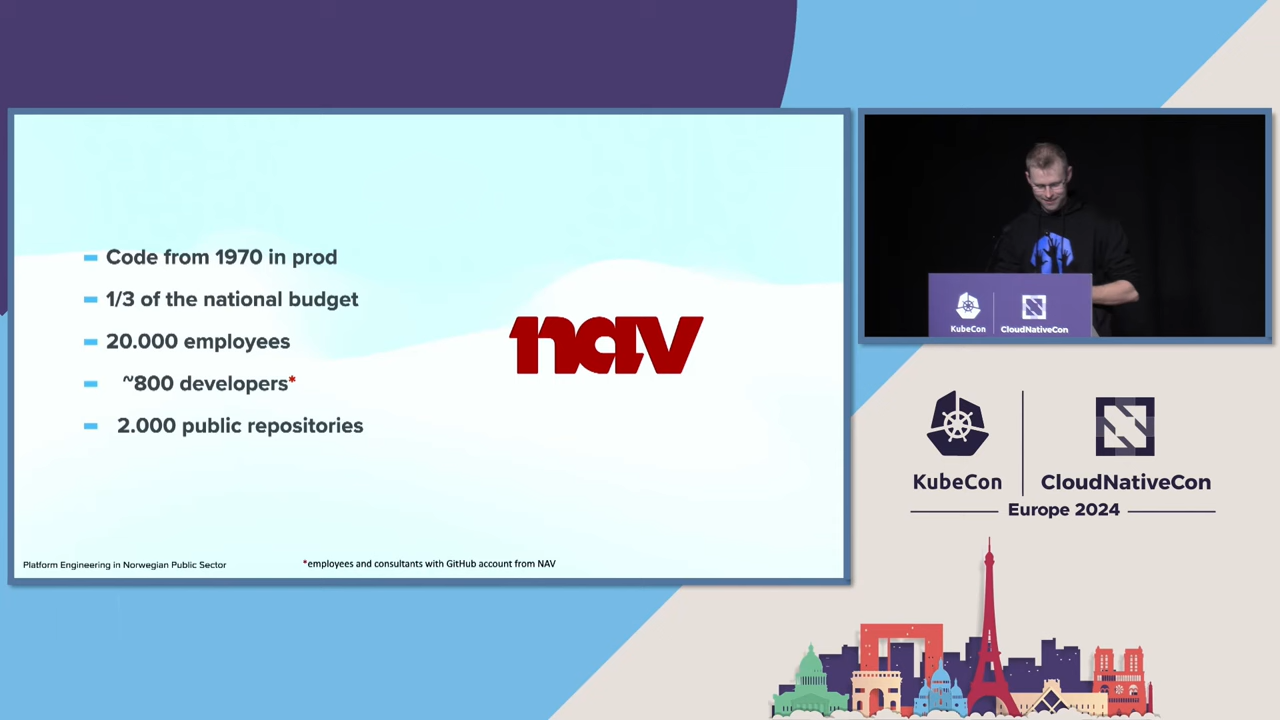 Code from 1970 in prod
1/3 of the national budget
20.000 employees
~800 developers*
2.000 public repositories
nav
Platform Engineering in Norwegian Public Sector
*employees and consultants with GitHub account from NAV
KubeCon
CloudNativeCon
KubeCon
CloudNativeCon
Europe 2024